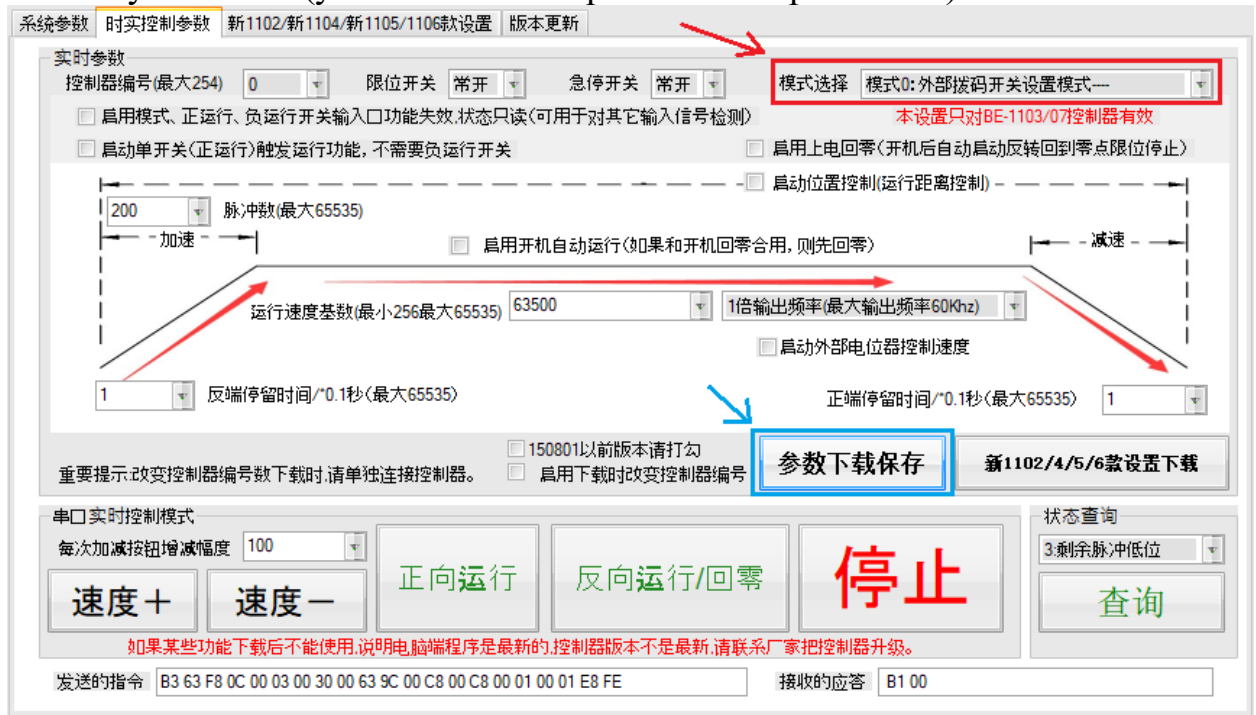 系统参数 时实控制参数 新1102/新1104/新1105/1106款设置 版本更新
实时参数
控制器编号(最大254) 0 限位开关 常开 急停开关 常开 模式选择 模式0:外部拨码开关设置模式----
启用模式、正运行、负运行开关输入口功能失效,状态只读(可用于对其它输入信号检测) 本设置只对BE-1103/07控制器有效
启动单开关(正运行)触发运行功能,不需要负运行开关 启用上电回零(开机后自动启动反转回到零点限位停止)
启动位置控制(运行距离控制)
200 脉冲数(最大65535)
加速 启用开机自动运行(如果和开机回零合用,则先回零) 减速
运行速度基数(最小256最大65535) 63500 1倍输出频率(最大输出频率60Khz)
启动外部电位器控制速度
1 反端停留时间/*0.1秒(最大65535) 正端停留时间/*0.1秒(最大65535) 1
150801以前版本请打勾
重要提示:改变控制器编号数下载时,请单独连接控制器。 启用下载时改变控制器编号 参数下载保存 新1102/4/5/6款设置下载
串口实时控制模式 状态查询
每次加减按钮增减幅度 100 3:剩余脉冲低位
速度+ 速度- 正向运行 反向运行/回零 停止 查询
如果某些功能下载后不能使用,说明电脑端程序是最新的,控制器版本不是最新,请联系厂家把控制器升级。
发送的指令 B3 63 F8 0C 00 03 00 30 00 63 9C 00 C8 00 C8 00 01 00 01 E8 FE 接收的应答 B1 00